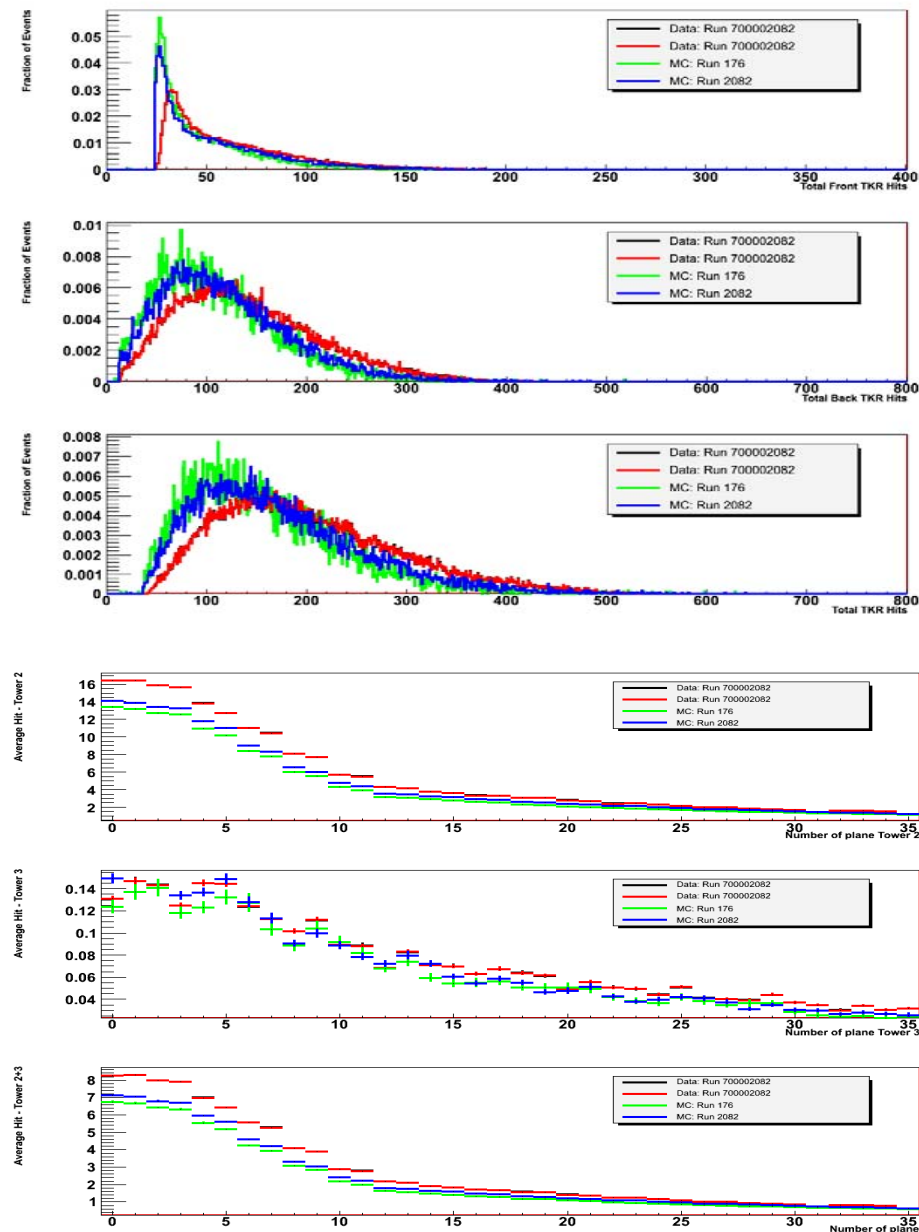 Fraction of Events
0.05
0.04
0.03
0.02
0.01
0
Data: Run 700002082
Data: Run 700002082
MC: Run 176
MC: Run 2082
0 50 100 150 200 250 300 350 400
Total Front TKR Hits
Fraction of Events
0.01
0.008
0.006
0.004
0.002
0
Data: Run 700002082
Data: Run 700002082
MC: Run 176
MC: Run 2082
0 100 200 300 400 500 600 700 800
Total Back TKR Hits
Fraction of Events
0.008
0.007
0.006
0.005
0.004
0.003
0.002
0.001
Data: Run 700002082
Data: Run 700002082
MC: Run 176
MC: Run 2082
0 100 200 300 400 500 600 700 800
Total TKR Hits
Average Hit - Tower 2
16
14
12
10
8
6
4
2
Data: Run 700002082
Data: Run 700002082
MC: Run 176
MC: Run 2082
0 5 10 15 20 25 30 35
Number of plane Tower 2
Average Hit - Tower 3
0.14
0.12
0.1
0.08
0.06
0.04
Data: Run 700002082
Data: Run 700002082
MC: Run 176
MC: Run 2082
0 5 10 15 20 25 30 35
Number of plane Tower 3
Average Hit - Tower 2+3
8
7
6
5
4
3
2
1
Data: Run 700002082
Data: Run 700002082
MC: Run 176
MC: Run 2082
0 5 10 15 20 25 30 35
Number of plane